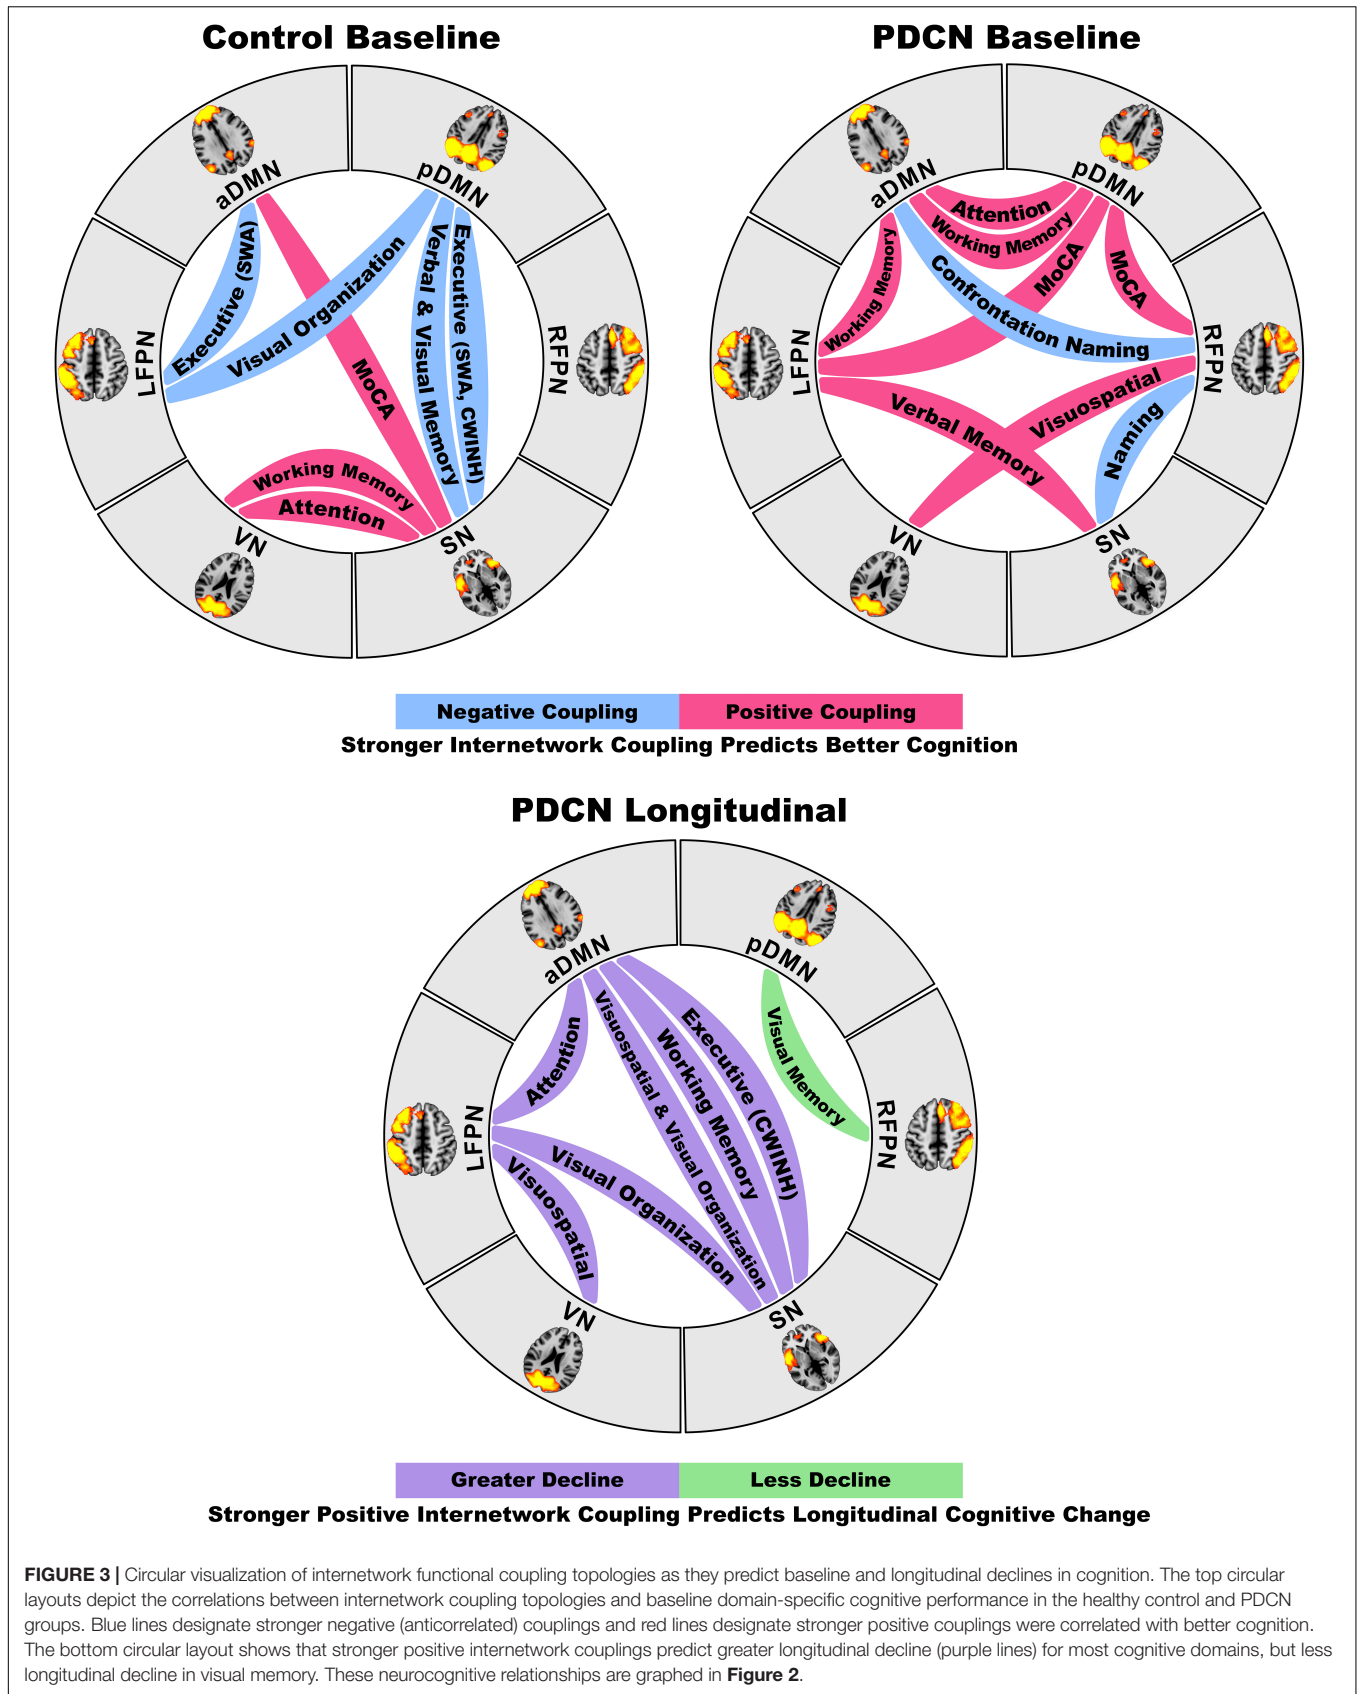 Control Baseline
aDMN
pDMN
LFPN
RFPN
VN
SN
Executive (SWA)
Visual Organization
MoCA
Verbal & Visual Memory
Executive (SWA, CWINH)
Working Memory
Attention
PDCN Baseline
aDMN
pDMN
LFPN
RFPN
VN
SN
Attention
Working Memory
Working Memory
MoCA
MoCA
Confrontation Naming
Visuospatial
Verbal Memory
Naming
Negative Coupling
Positive Coupling
Stronger Internetwork Coupling Predicts Better Cognition
PDCN Longitudinal
aDMN
pDMN
LFPN
RFPN
VN
SN
Attention
Visuospatial & Visual Organization
Working Memory
Executive (CWINH)
Visual Memory
Visual Organization
Visuospatial
Greater Decline
Less Decline
Stronger Positive Internetwork Coupling Predicts Longitudinal Cognitive Change
FIGURE 3 | Circular visualization of internetwork functional coupling topologies as they predict baseline and longitudinal declines in cognition. The top circular
layouts depict the correlations between internetwork coupling topologies and baseline domain-specific cognitive performance in the healthy control and PDCN
groups. Blue lines designate stronger negative (anticorrelated) couplings and red lines designate stronger positive couplings were correlated with better cognition.
The bottom circular layout shows that stronger positive internetwork couplings predict greater longitudinal decline (purple lines) for most cognitive domains, but less
longitudinal decline in visual memory. These neurocognitive relationships are graphed in Figure 2.